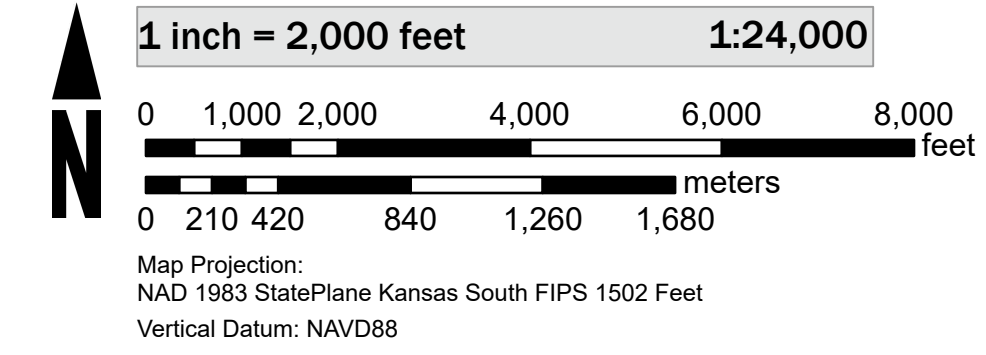 1 inch = 2,000 feet 1:24,000
0 1,000 2,000 4,000 6,000 8,000
feet
meters
0 210 420 840 1,260 1,680
N
Map Projection:
NAD 1983 StatePlane Kansas South FIPS 1502 Feet
Vertical Datum: NAVD88